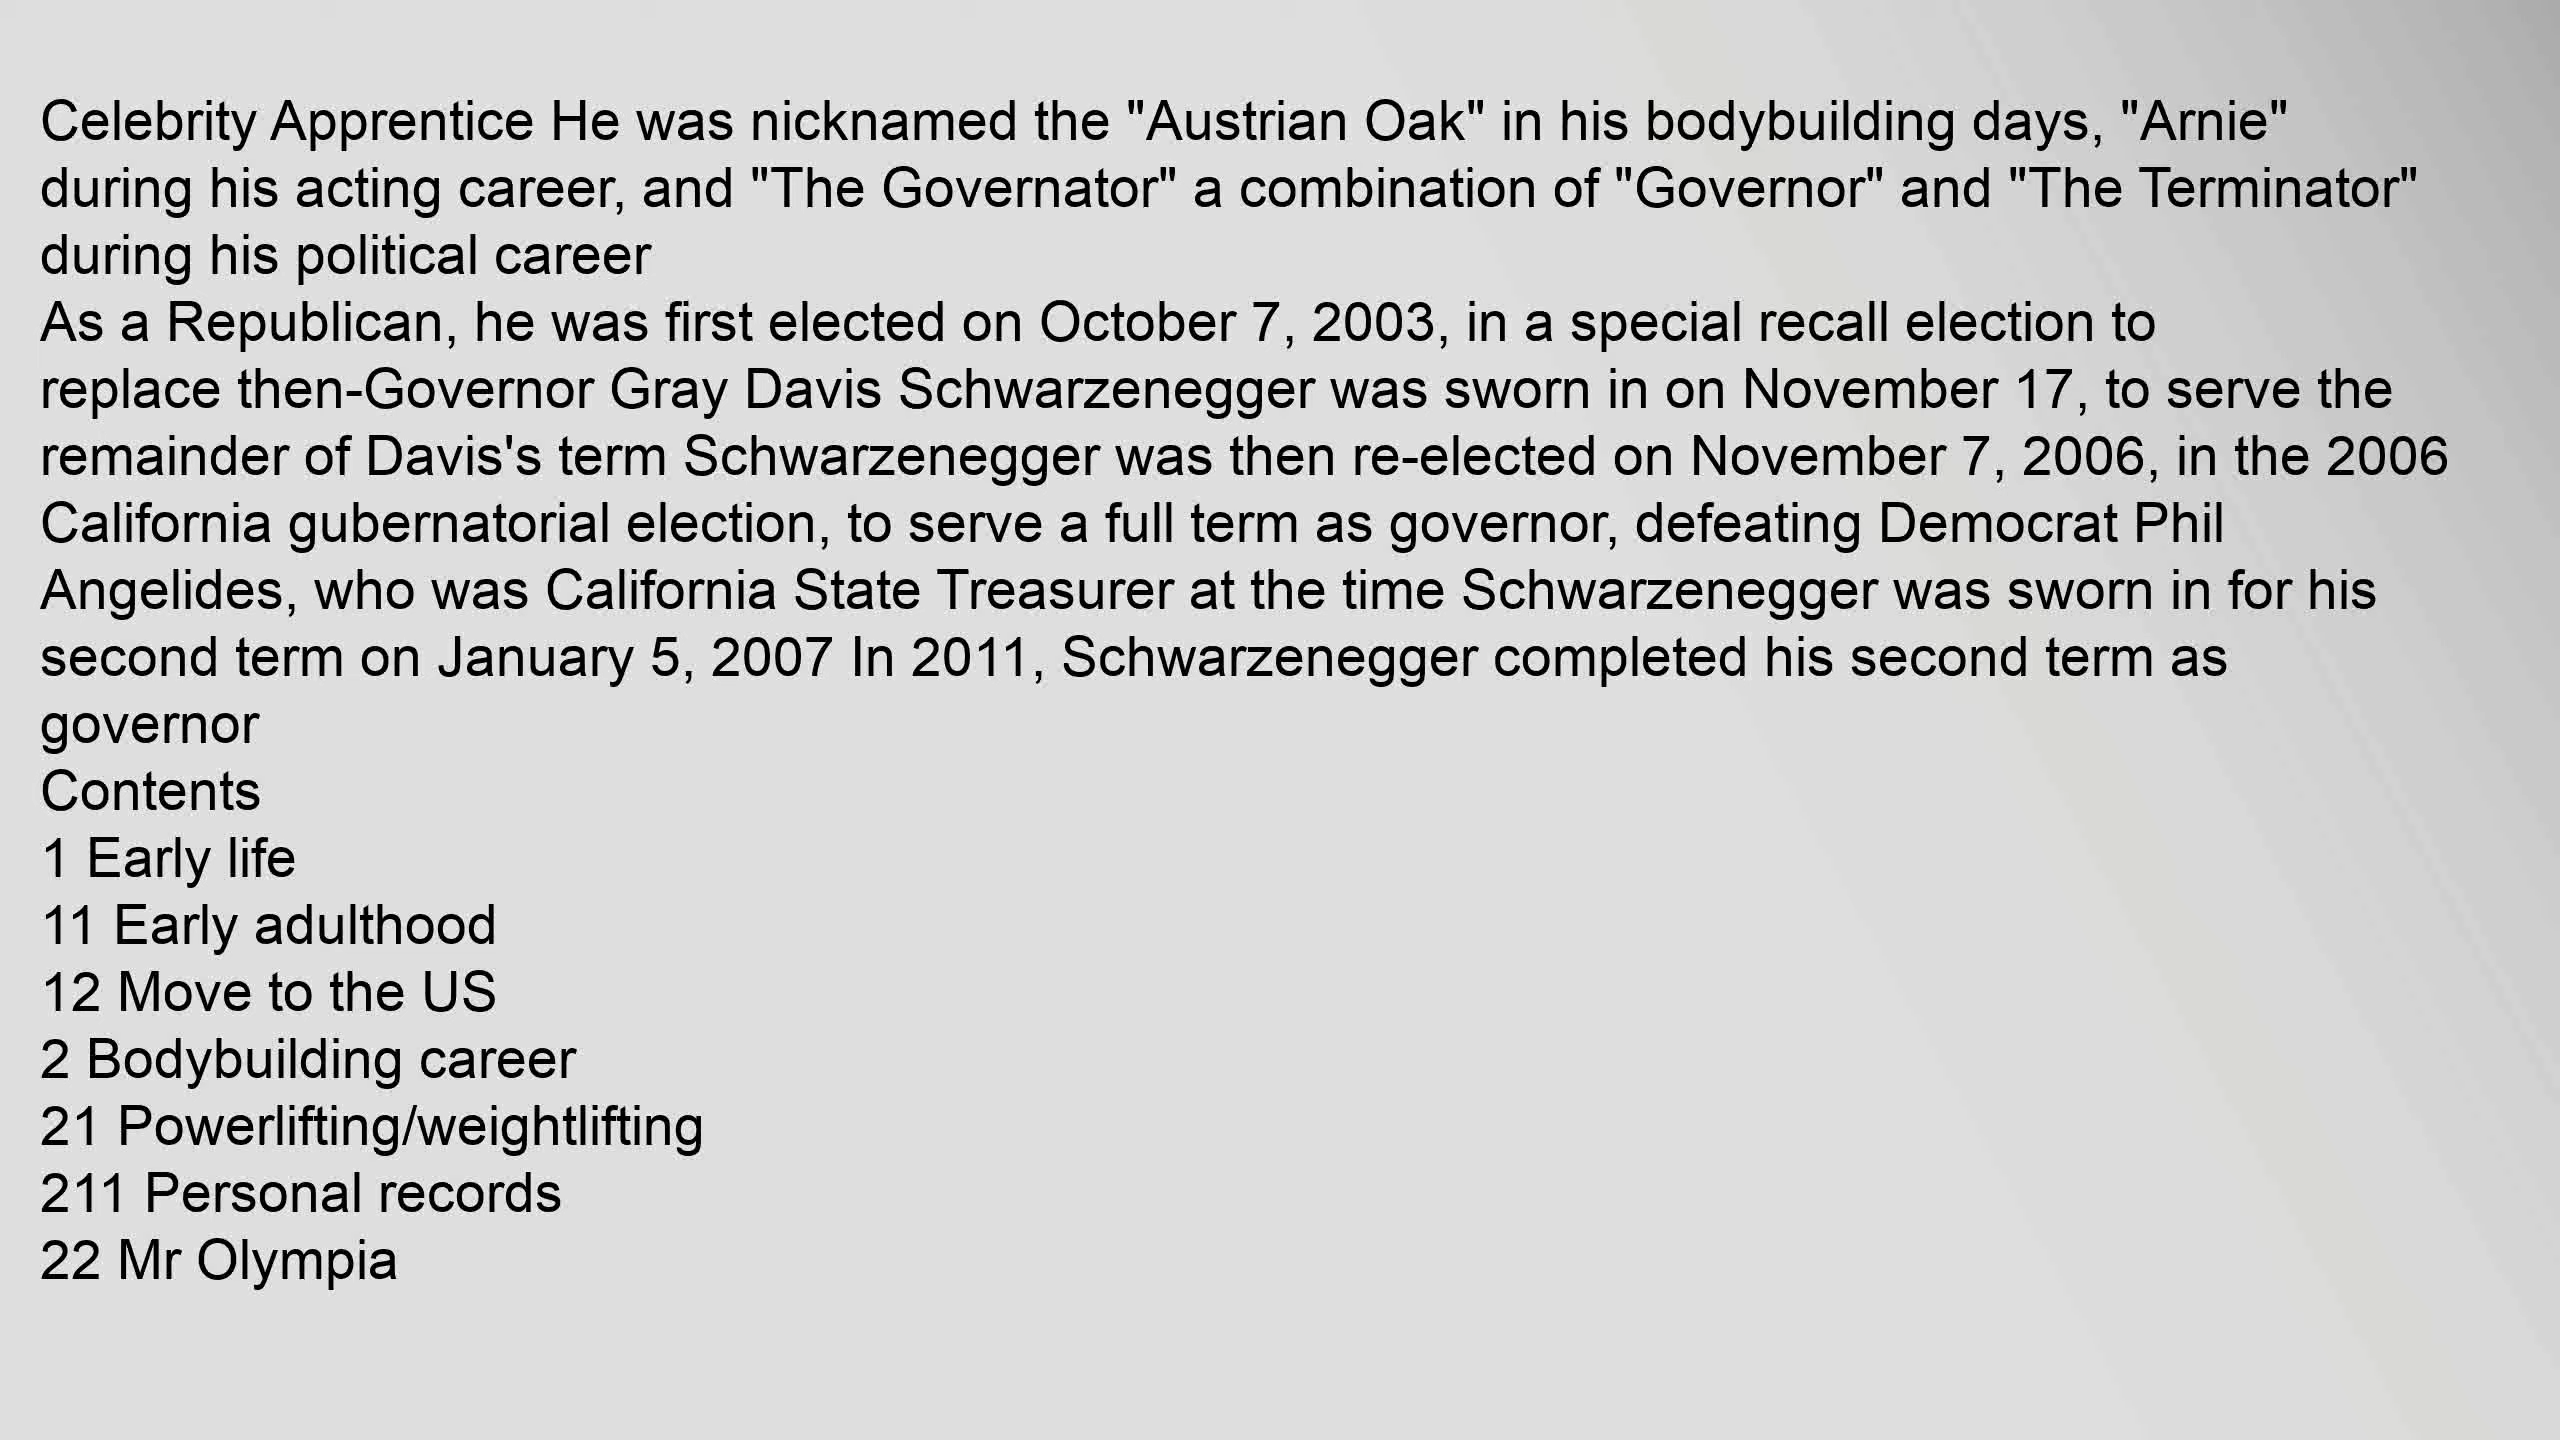 Celebrity Apprentice He was nicknamed the "Austrian Oak" in his bodybuilding days, "Arnie"
during his acting career, and "The Governator" a combination of "Governor" and "The Terminator"
during his political career
As a Republican, he was first elected on October 7, 2003, in a special recall election to
replace then-Governor Gray Davis Schwarzenegger was sworn in on November 17, to serve the
remainder of Davis's term Schwarzenegger was then re-elected on November 7, 2006, in the 2006
California gubernatorial election, to serve a full term as governor, defeating Democrat Phil
Angelides, who was California State Treasurer at the time Schwarzenegger was sworn in for his
second term on January 5, 2007 In 2011, Schwarzenegger completed his second term as
governor
Contents
1 Early life
11 Early adulthood
12 Move to the US
2 Bodybuilding career
21 Powerlifting/weightlifting
211 Personal records
22 Mr Olympia